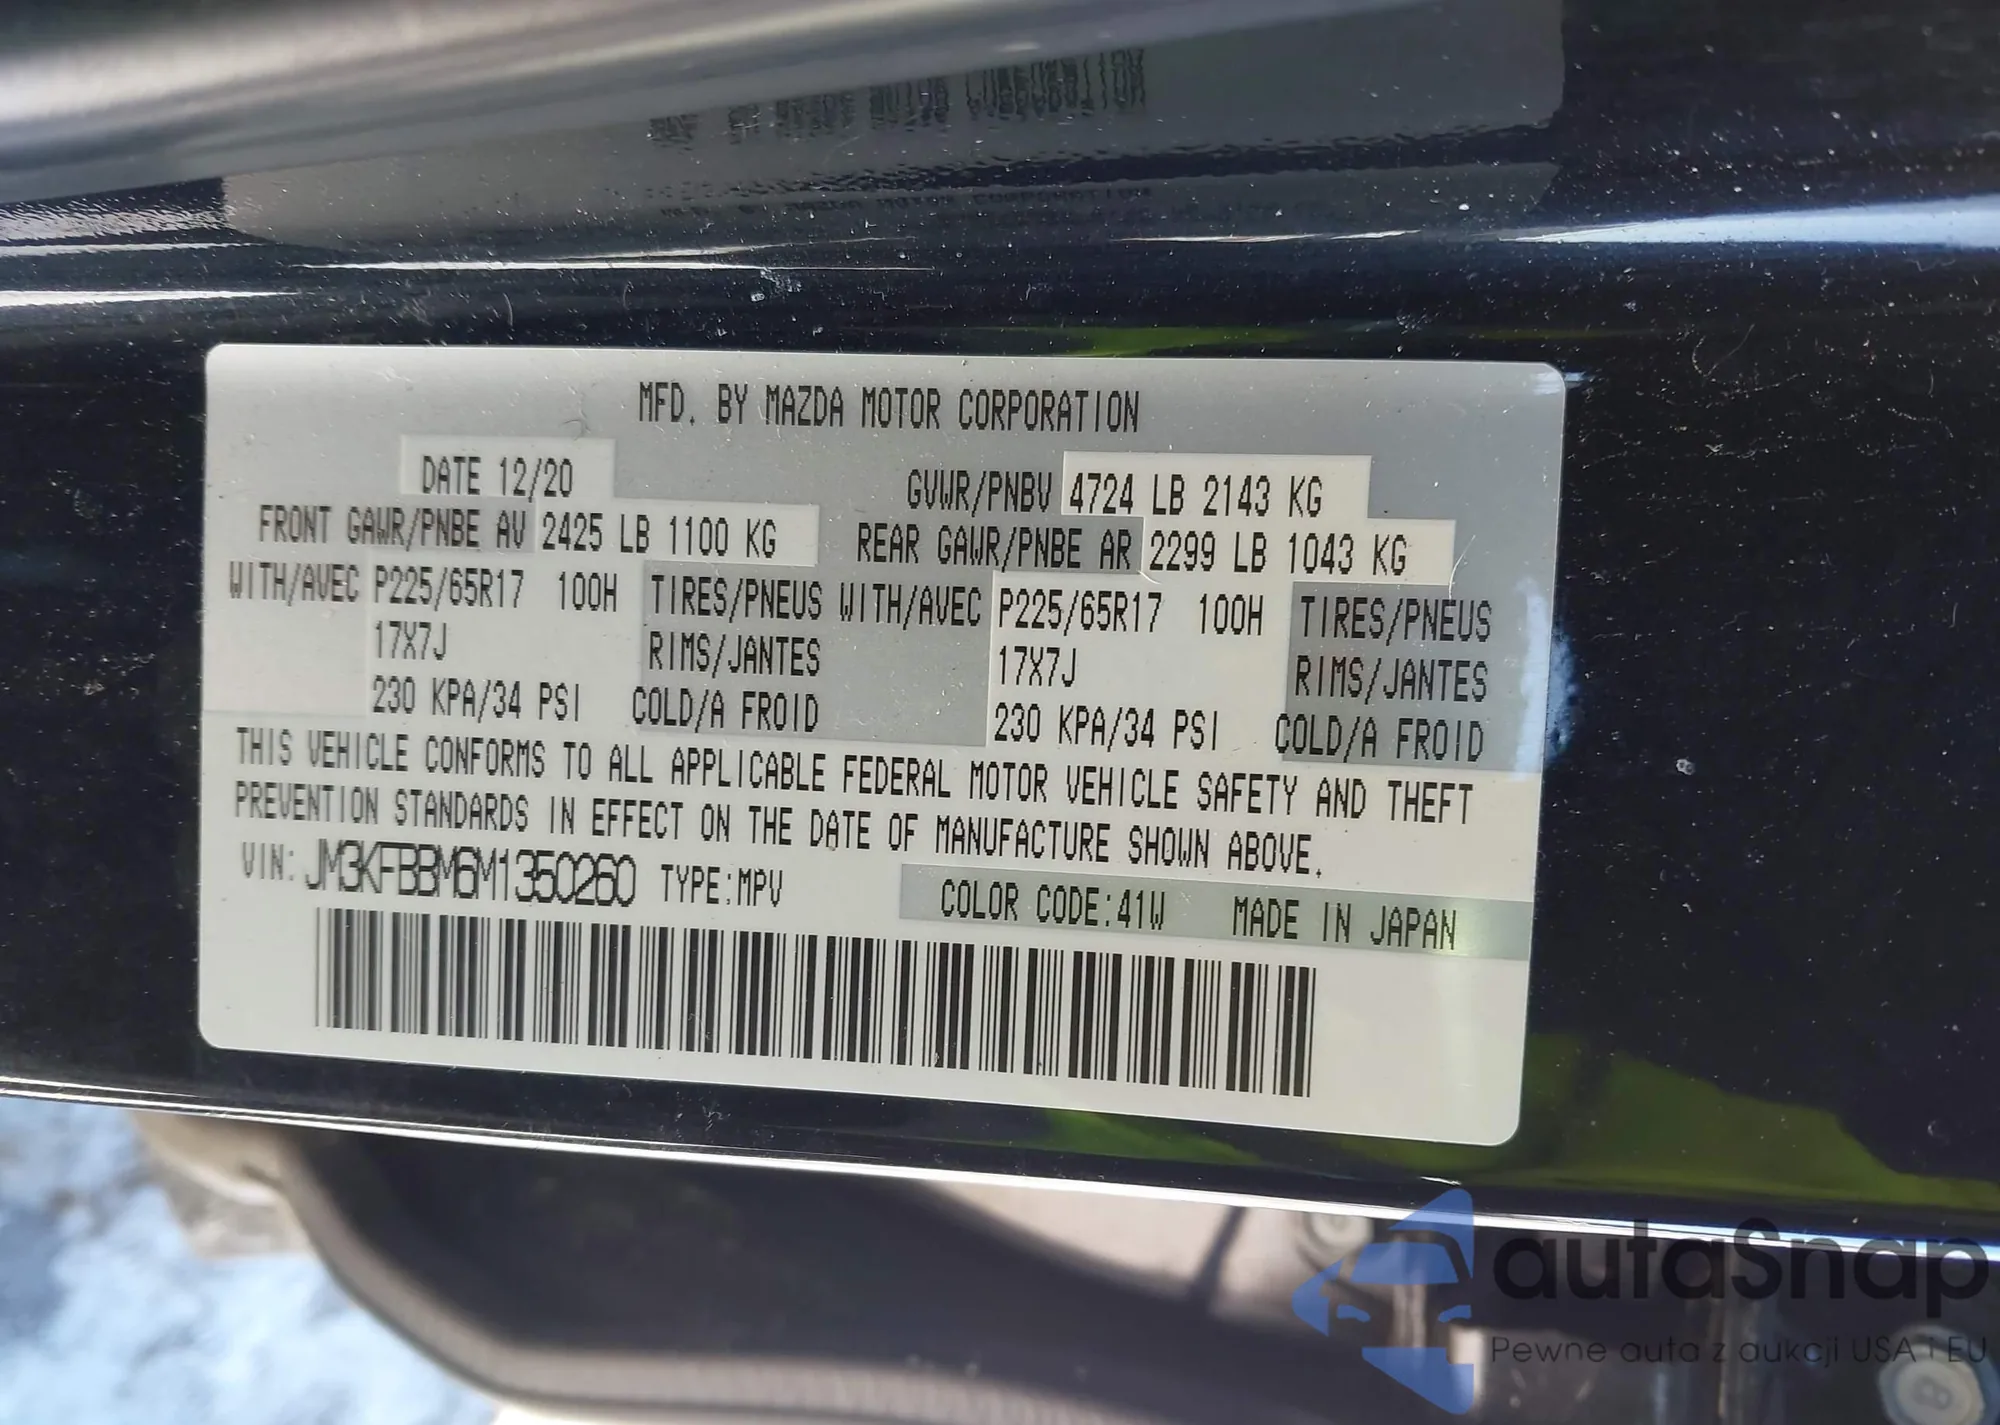 MFD. BY MAZDA MOTOR CORPORATION
DATE 12/20 GVWR/PNBV 4724 LB 2143 KG
FRONT GAWR/PNBE AV 2425 LB 1100 KG REAR GAWR/PNBE AR 2299 LB 1043 KG
WITH/AVEC P225/65R17 100H TIRES/PNEUS WITH/AVEC P225/65R17 100H TIRES/PNEUS
17X7J RIMS/JANTES 17X7J RIMS/JANTES
230 KPA/34 PSI COLD/A FROID 230 KPA/34 PSI COLD/A FROID
THIS VEHICLE CONFORMS TO ALL APPLICABLE FEDERAL MOTOR VEHICLE SAFETY AND THEFT
PREVENTION STANDARDS IN EFFECT ON THE DATE OF MANUFACTURE SHOWN ABOVE.
VIN: JM3KFBBM6M1350260 TYPE:MPV COLOR CODE:41W MADE IN JAPAN
autaSnap
Pewne auta z aukcji USA i EU
8